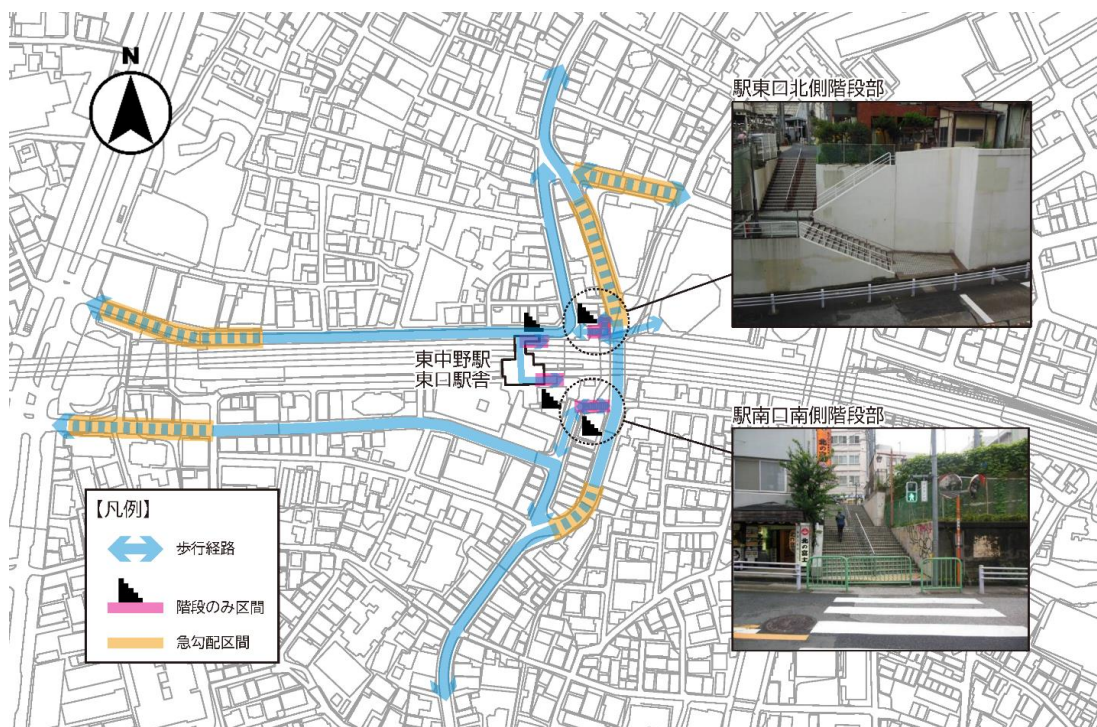 N
駅東口北側階段部
東中野駅
東口駅舎
駅南口南側階段部
【凡例】
歩行経路
階段のみ区間
急勾配区間